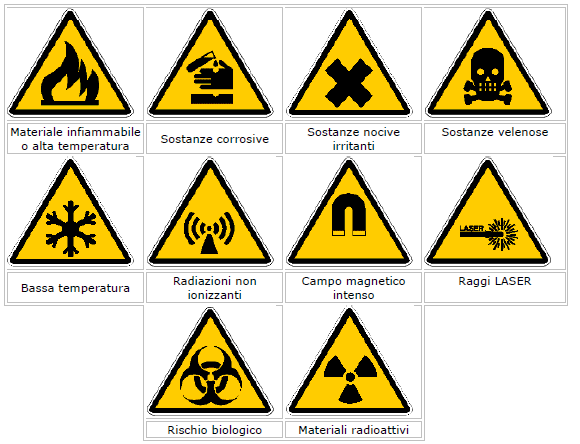 Materiale infiammabile
o alta temperatura
Sostanze corrosive
Sostanze nocive
irritanti
Sostanze velenose
LASER
Bassa temperatura
Radiazioni non
ionizzanti
Campo magnetico
intenso
Raggi LASER
Rischio biologico
Materiali radioattivi